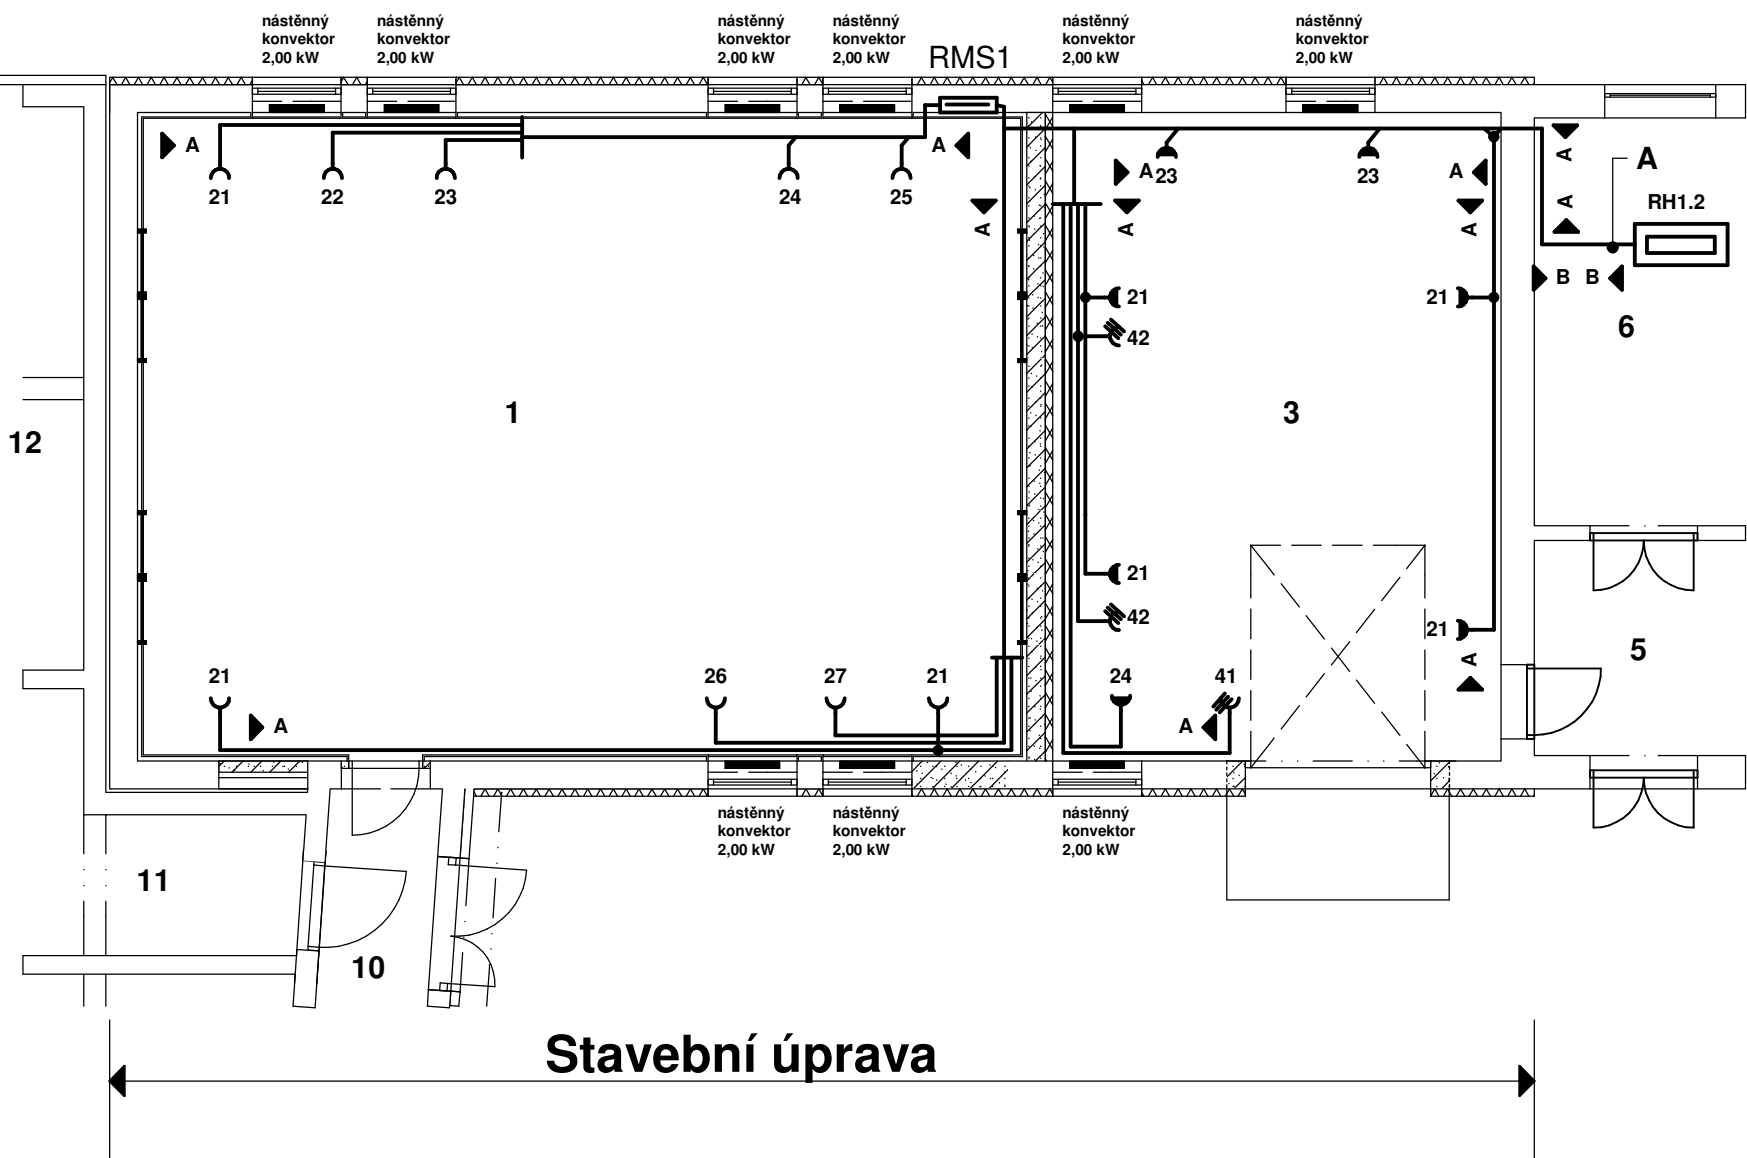 nástěnný
konvektor
2,00 kW
nástěnný
konvektor
2,00 kW
nástěnný
konvektor
2,00 kW
nástěnný
konvektor
2,00 kW
RMS1
nástěnný
konvektor
2,00 kW
nástěnný
konvektor
2,00 kW
A
21
22
23
24
25
A
A
A
23
23
A
A
A
A
A
A
RH1.2
B
B
21
42
21
6
1
3
12
21
42
21
A
5
21
26
27
21
24
41
A
A
nástěnný
konvektor
2,00 kW
nástěnný
konvektor
2,00 kW
nástěnný
konvektor
2,00 kW
11
10
Stavební úprava